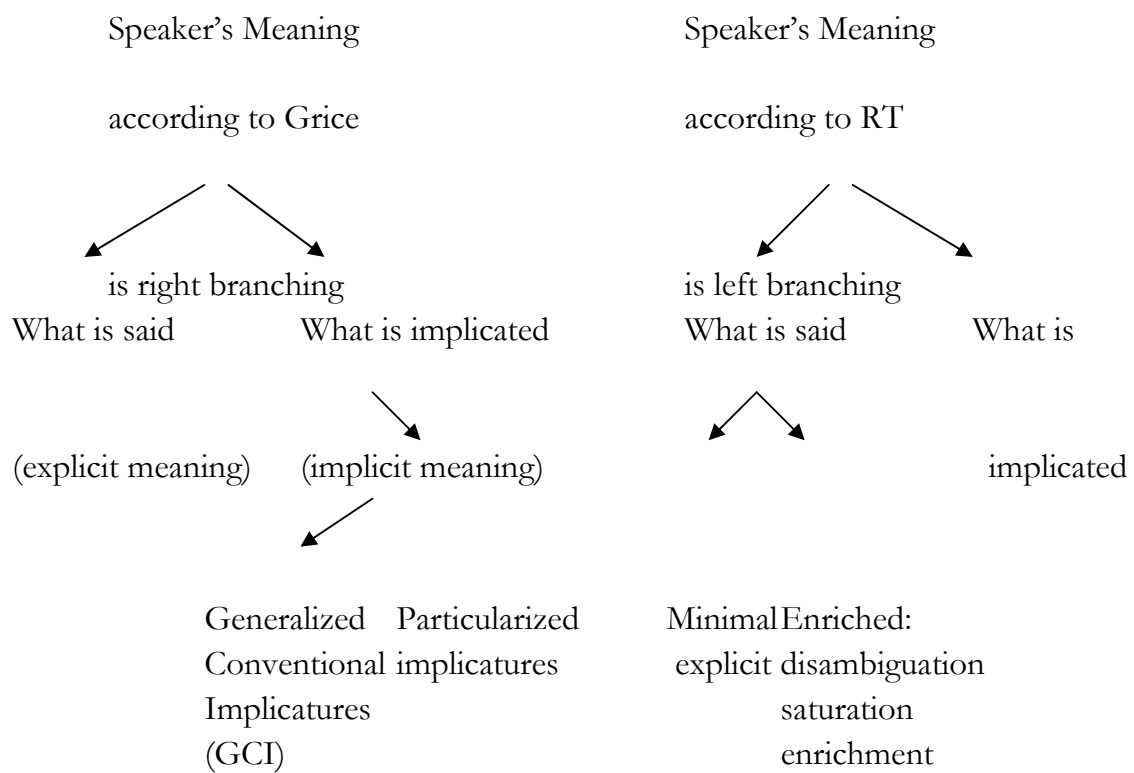 Speaker’s Meaning Speaker’s Meaning
according to Grice according to RT
is right branching is left branching
What is said What is implicated What is said What is
(explicit meaning) (implicit meaning) implicated
Generalized Particularized Minimal Enriched:
Conventional implicatures explicit disambiguation
Implicatures saturation
(GCI) enrichment